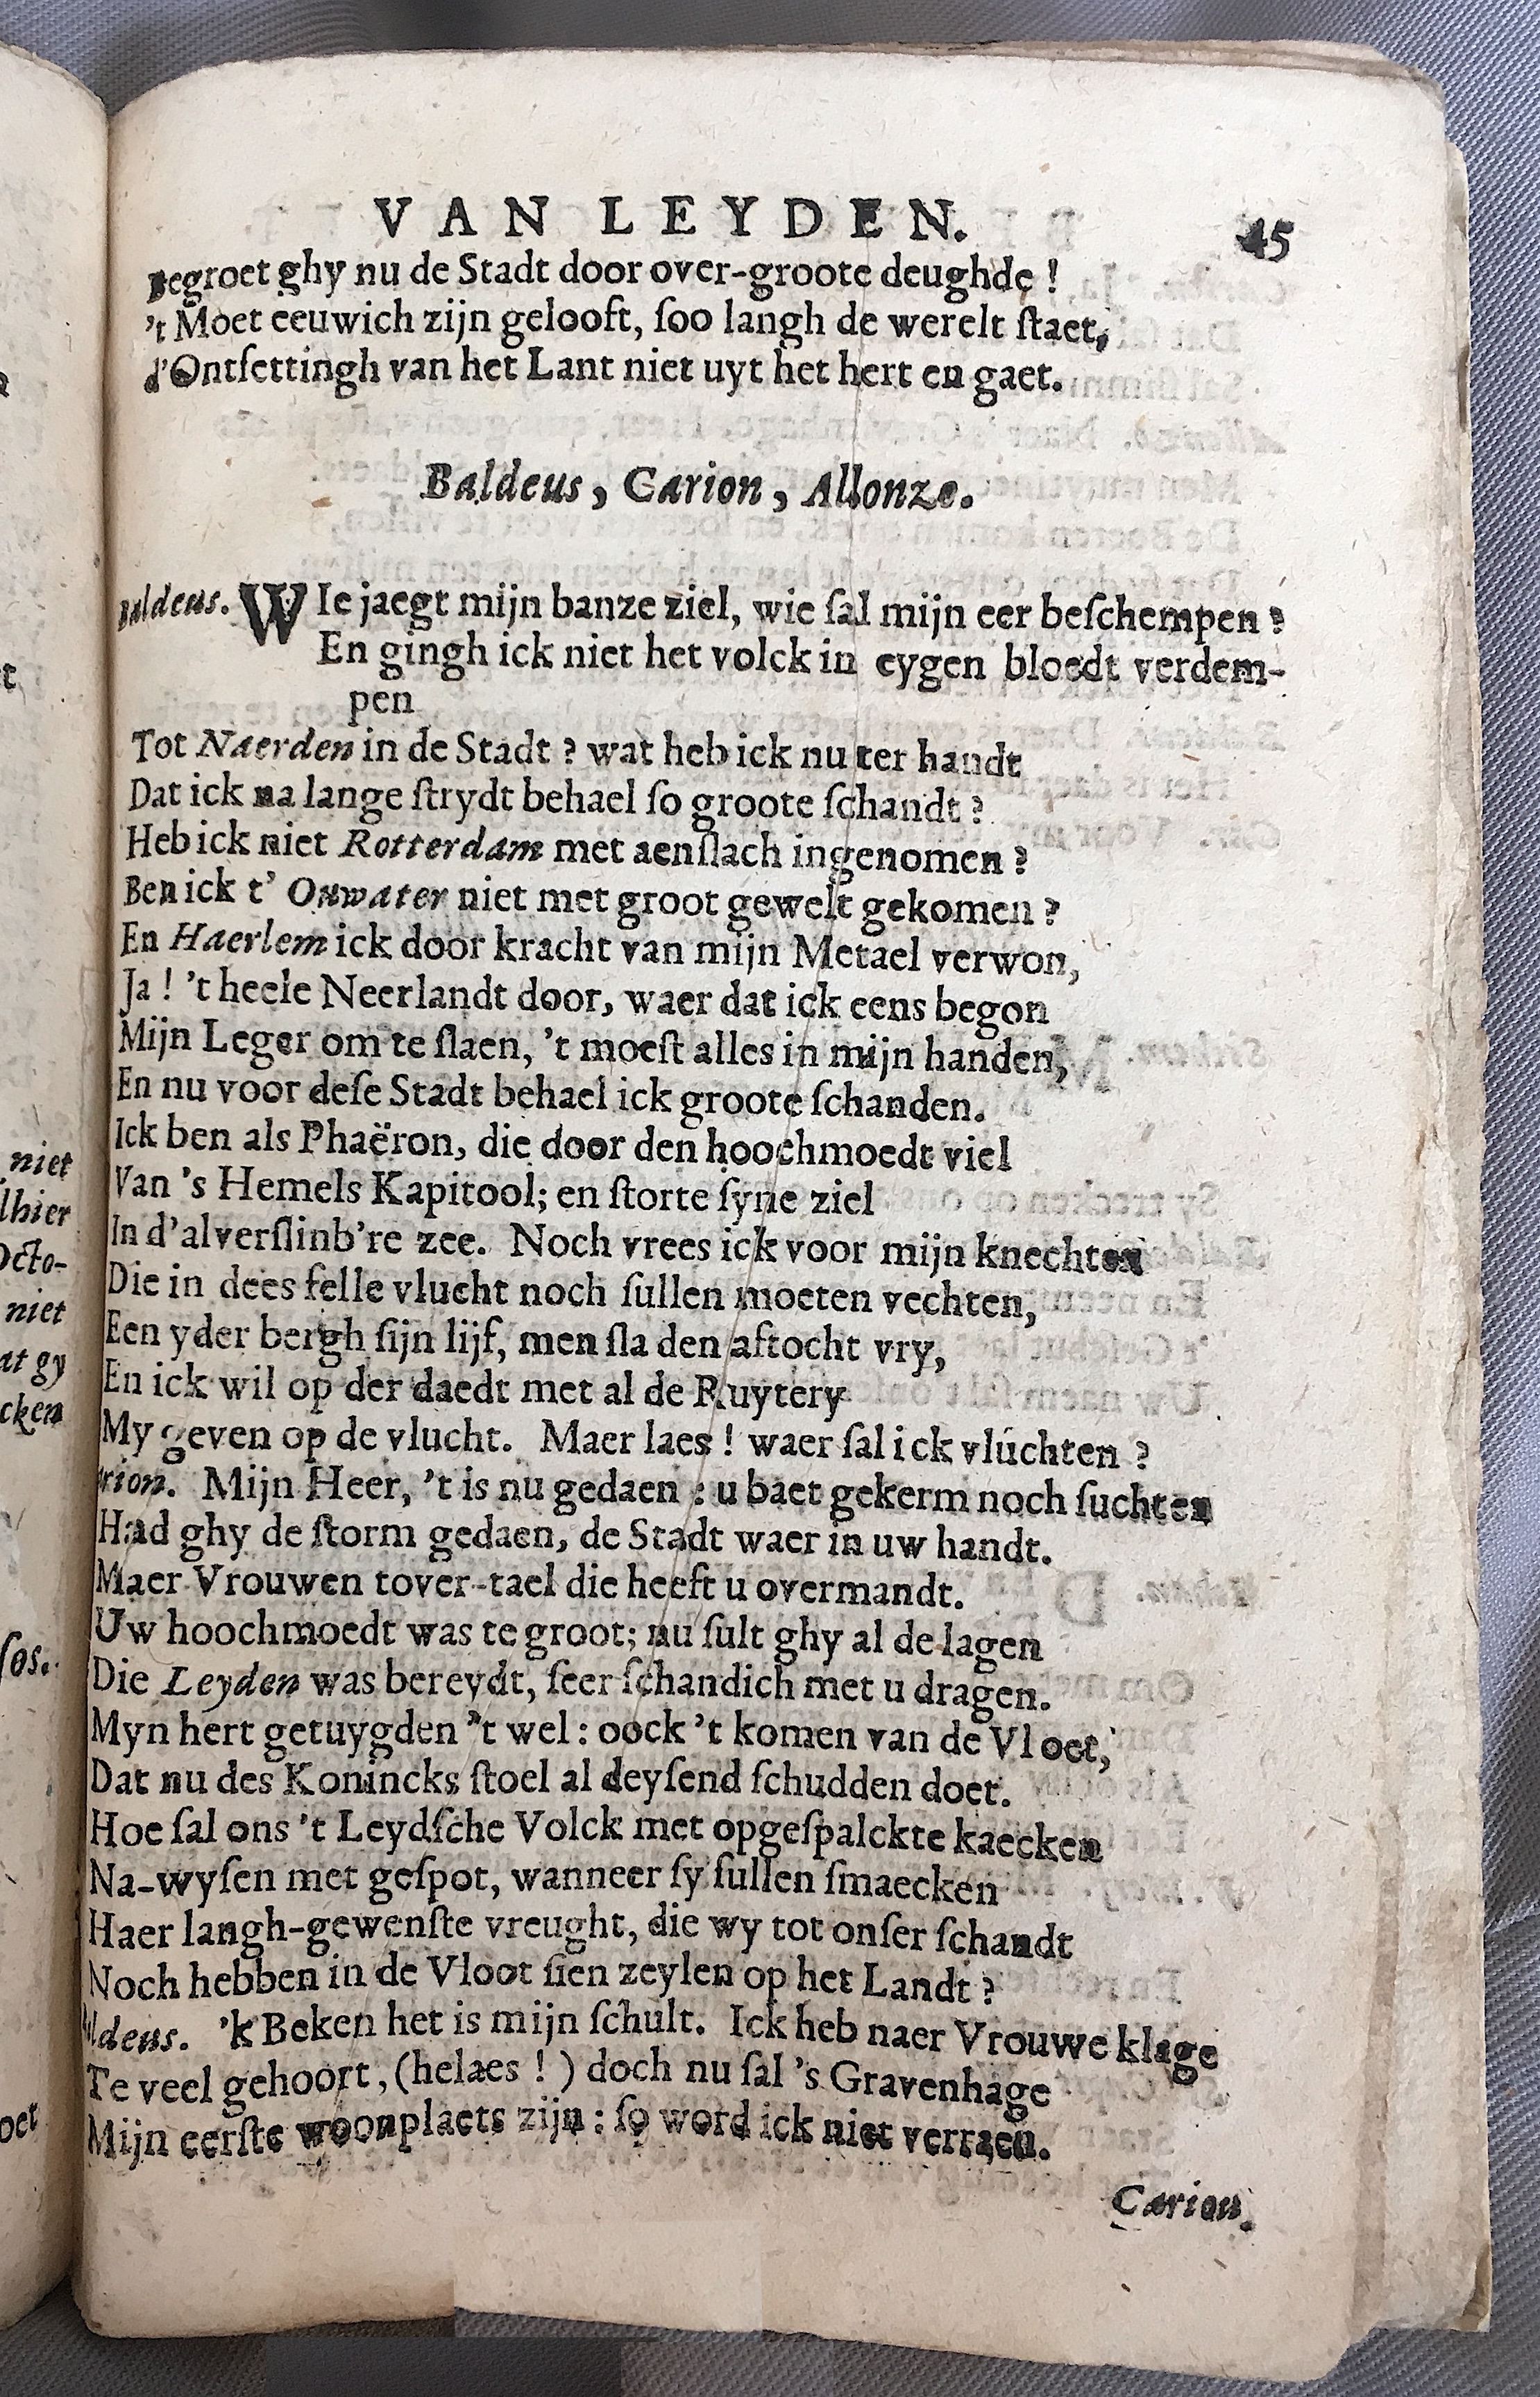 VAN LEYDEN. 45
Begroet ghy nu de Stadt door over-groote deughde !
't Moet eeuwich zijn gelooft, ſoo langh de werelt ſtaet,
d'Ontſettingh van het Lant niet uyt het hert en gaet.
Baldeus, Carion, Allonze.
Baldeus. WIe jaegt mijn banze ziel, wie ſal mijn eer beſchempen ?
En gingh ick niet het volck in eygen bloedt verdem-
pen
Tot Naerden in de Stadt ? wat heb ick nu ter handt
Dat ick na lange ſtrydt behael ſo groote ſchandt ?
Heb ick niet Rotterdam met aenſlach ingenomen ?
Ben ick t' Ouwater niet met groot gewelt gekomen ?
En Haerlem ick door kracht van mijn Metael verwon,
Ja ! 't heele Neerlandt door, waer dat ick eens begon
Mijn Leger om te ſlaen, 't moeſt alles in mijn handen,
En nu voor deſe Stadt behael ick groote ſchanden.
Ick ben als Phaëton, die door den hoochmoedt viel
Van 's Hemels Kapitool; en ſtorte ſyne ziel
In d'alverſlinb're zee. Noch vrees ick voor mijn knechten
Die in dees felle vlucht noch ſullen moeten vechten,
Een yder bergh ſijn lijf, men ſla den aftocht vry,
En ick wil op der daedt met al de Ruytery
My geven op de vlucht. Maer laes ! waer ſal ick vluchten ?
rion. Mijn Heer, 't is nu gedaen : u baet gekerm noch ſuchten
Had ghy de ſtorm gedaen, de Stadt waer in uw handt.
Maer Vrouwen tover-tael die heeft u overmandt.
Uw hoochmoedt was te groot; nu ſult ghy al de lagen
Die Leyden was bereydt, ſeer ſchandich met u dragen.
Myn hert getuygden 't wel : oock 't komen van de Vloet,
Dat nu des Konincks ſtoel al deyſend ſchudden doet.
Hoe ſal ons 't Leydſche Volck met opgeſpalckte kaecken
Na-wyſen met geſpot, wanneer ſy ſullen ſmaecken
Haer langh-gewenſte vreught, die wy tot onſer ſchandt
Noch hebben in de Vloot ſien zeylen op het Landt ?
ldeus. 'k Beken het is mijn ſchult. Ick heb naer Vrouwe klage
Te veel gehoort, (helaes ! ) doch nu ſal 's Gravenhage
Mijn eerſte woonplaets zijn : ſo word ick niet verraen.
Carion.